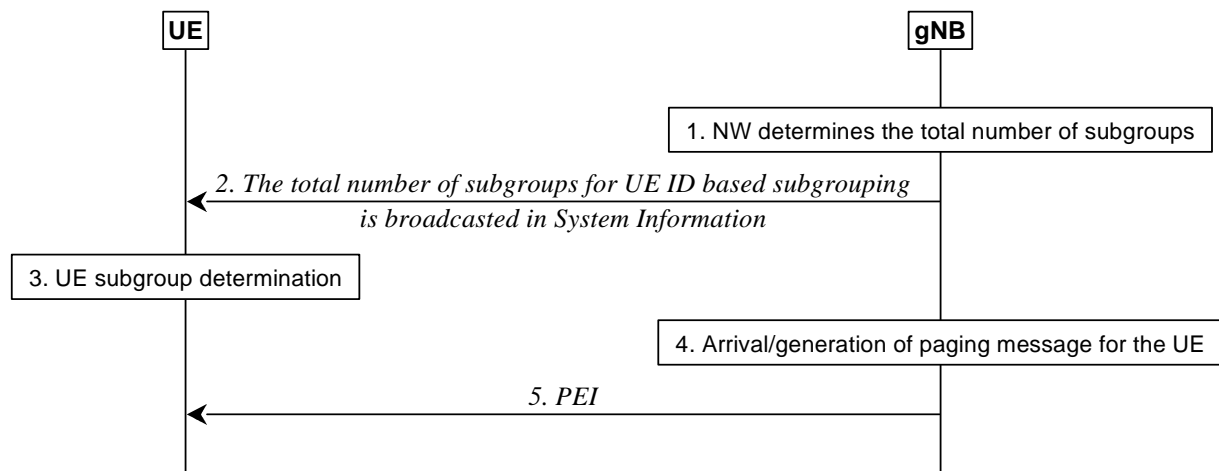 UE
gNB
1. NW determines the total number of subgroups
2. The total number of subgroups for UE ID based subgrouping
is broadcasted in System Information
3. UE subgroup determination
4. Arrival/generation of paging message for the UE
5. PEI